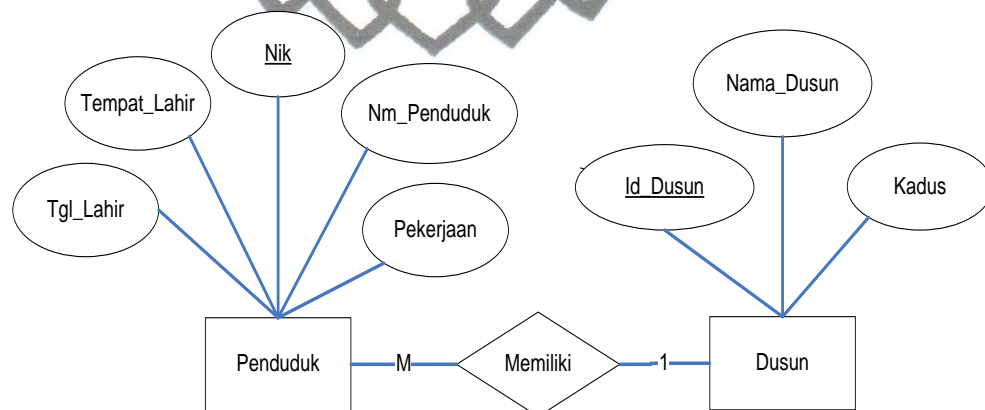 Nik
Tempat_Lahir
Nm_Penduduk
Nama_Dusun
Tgl_Lahir
Pekerjaan
Id_Dusun
Kadus
Penduduk
M
Memiliki
1
Dusun